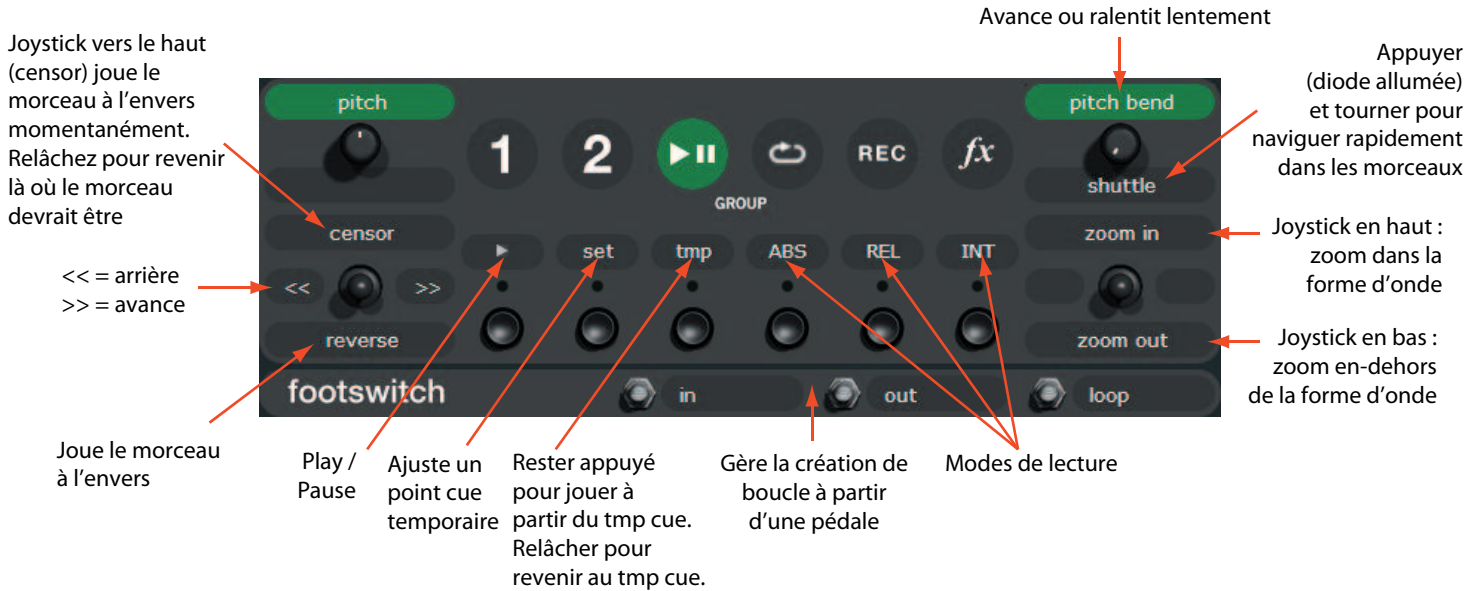 Avance ou ralentit lentement
Joystick vers le haut
(censor) joue le
morceau à l'envers
momentanément.
Relâchez pour revenir
là où le morceau
devrait être
<< = arrière
>> = avance
Joue le morceau
à l'envers
pitch
censor
<<
>>
reverse
1
2
REC
fx
GROUP
set
tmp
ABS
REL
INT
pitch bend
shuttle
zoom in
zoom out
footswitch
in
out
loop
Appuyer
(diode allumée)
et tourner pour
naviguer rapidement
dans les morceaux
Joystick en haut :
zoom dans la
forme d'onde
Joystick en bas :
zoom en-dehors
de la forme d'onde
Play /
Pause
Ajuste un
point cue
temporaire
Rester appuyé
pour jouer à
partir du tmp cue.
Relâcher pour
revenir au tmp cue.
Gère la création de
boucle à partir
d'une pédale
Modes de lecture